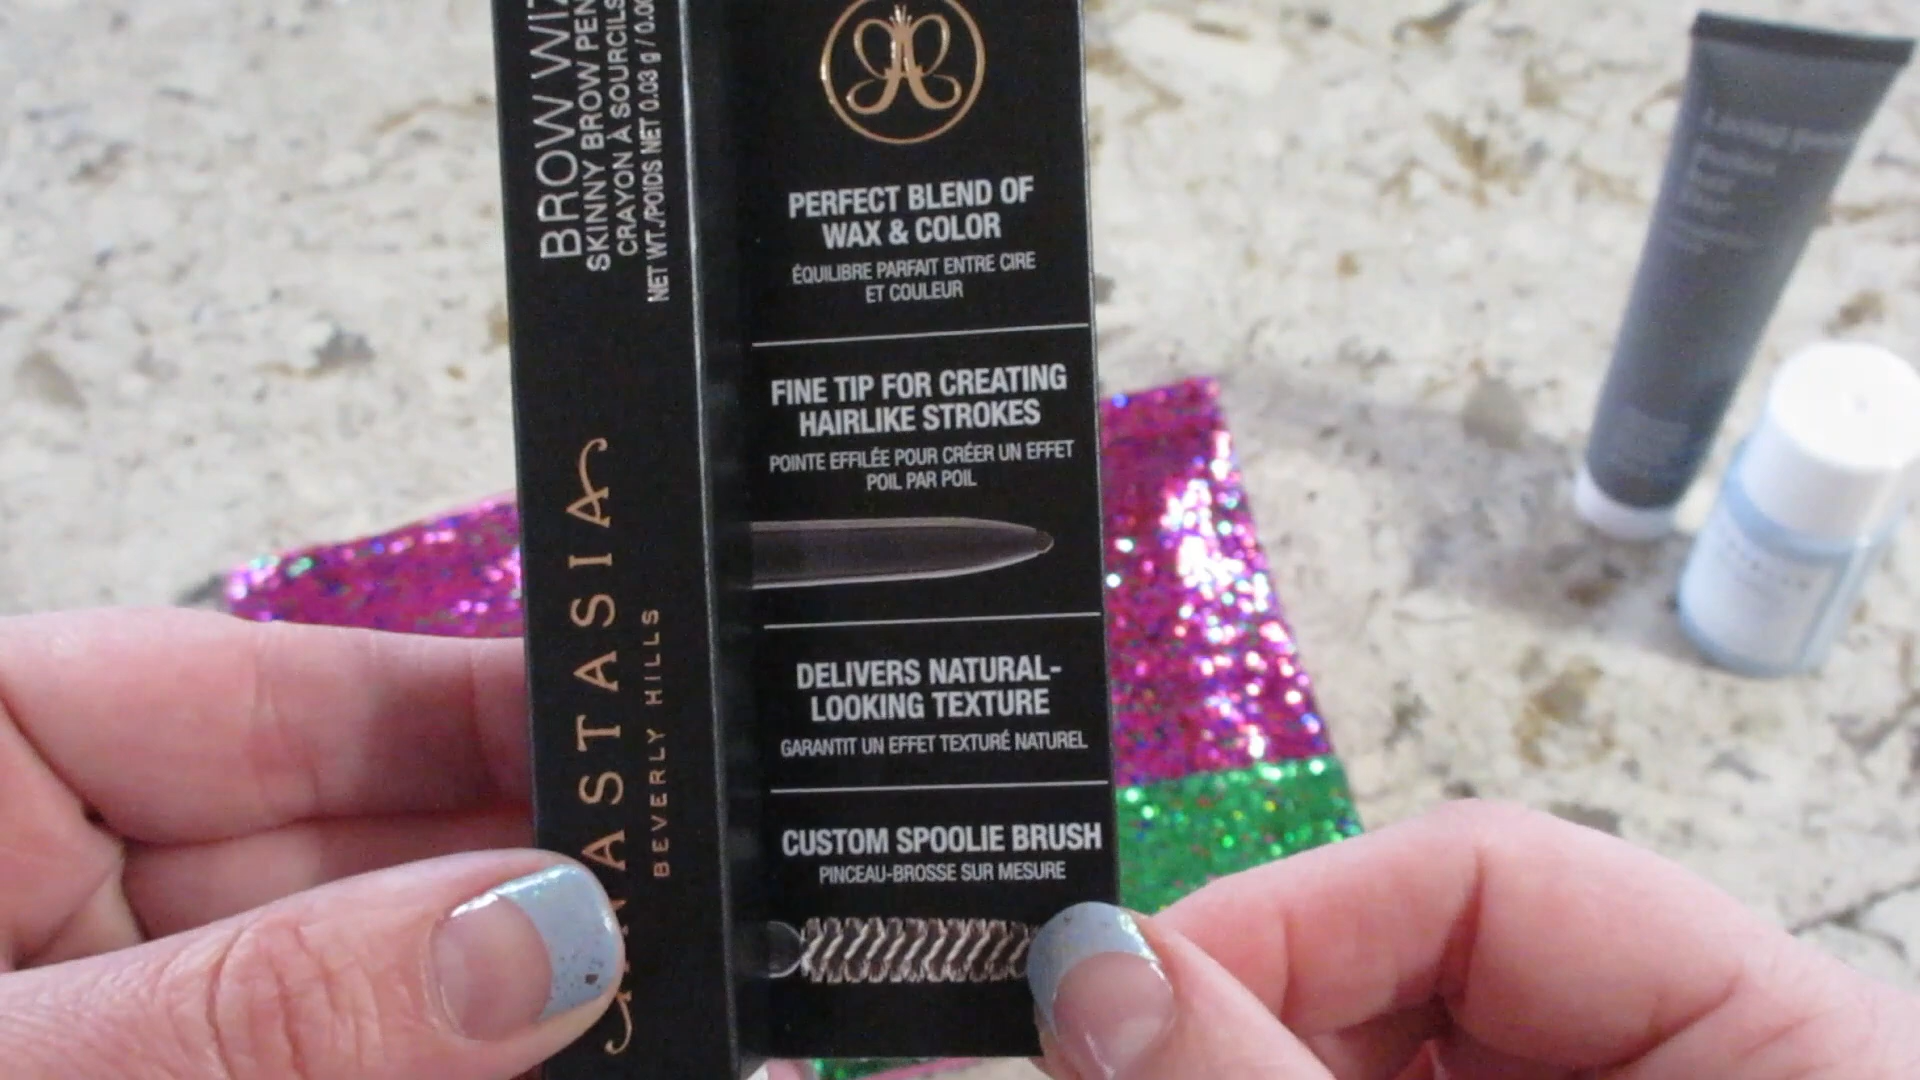 BROW WIZ
SKINNY BROW PEN
CRAYON À SOURCILS
NET WT./POIDS NET 0.03 g / 0.00
ANASTASIA
BEVERLY HILLS
PERFECT BLEND OF
WAX & COLOR
ÉQUILIBRE PARFAIT ENTRE CIRE
ET COULEUR
FINE TIP FOR CREATING
HAIRLIKE STROKES
POINTE EFFILÉE POUR CRÉER UN EFFET
POIL PAR POIL
DELIVERS NATURAL-
LOOKING TEXTURE
GARANTIT UN EFFET TEXTURÉ NATUREL
CUSTOM SPOOLIE BRUSH
PINCEAU-BROSSE SUR MESURE